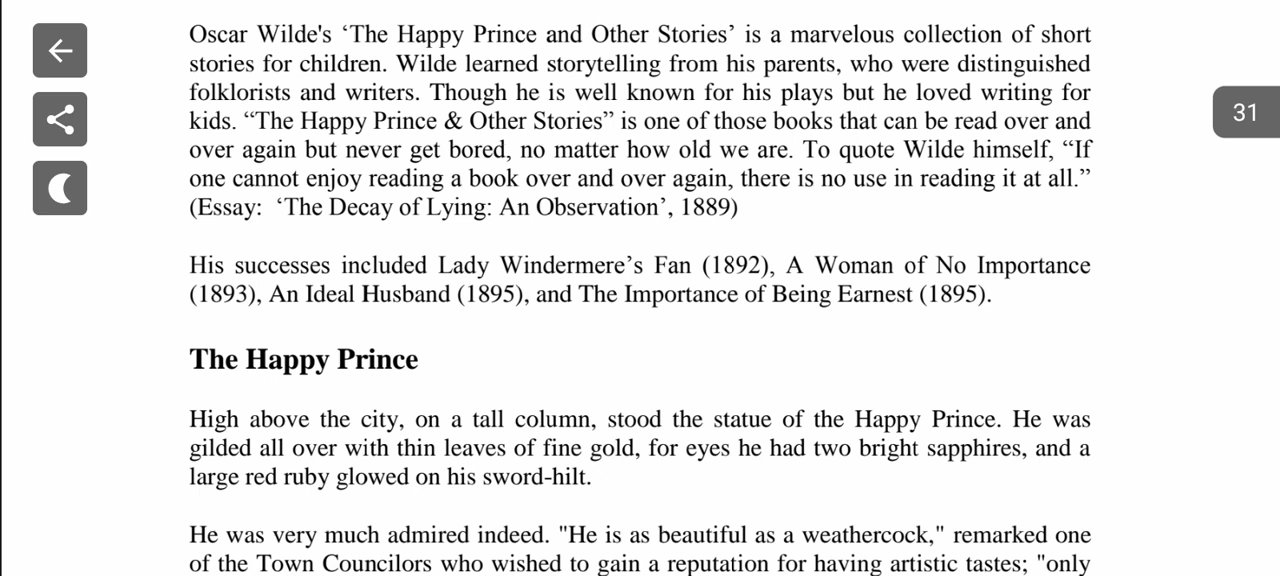 Oscar Wilde's ‘The Happy Prince and Other Stories’ is a marvelous collection of short
stories for children. Wilde learned storytelling from his parents, who were distinguished
folklorists and writers. Though he is well known for his plays but he loved writing for
kids. “The Happy Prince & Other Stories” is one of those books that can be read over and
over again but never get bored, no matter how old we are. To quote Wilde himself, “If
one cannot enjoy reading a book over and over again, there is no use in reading it at all.”
(Essay:  ‘The Decay of Lying: An Observation’, 1889)
31
His successes included Lady Windermere’s Fan (1892), A Woman of No Importance
(1893), An Ideal Husband (1895), and The Importance of Being Earnest (1895).
The Happy Prince
High above the city, on a tall column, stood the statue of the Happy Prince. He was
gilded all over with thin leaves of fine gold, for eyes he had two bright sapphires, and a
large red ruby glowed on his sword-hilt.
He was very much admired indeed. "He is as beautiful as a weathercock," remarked one
of the Town Councilors who wished to gain a reputation for having artistic tastes; "only